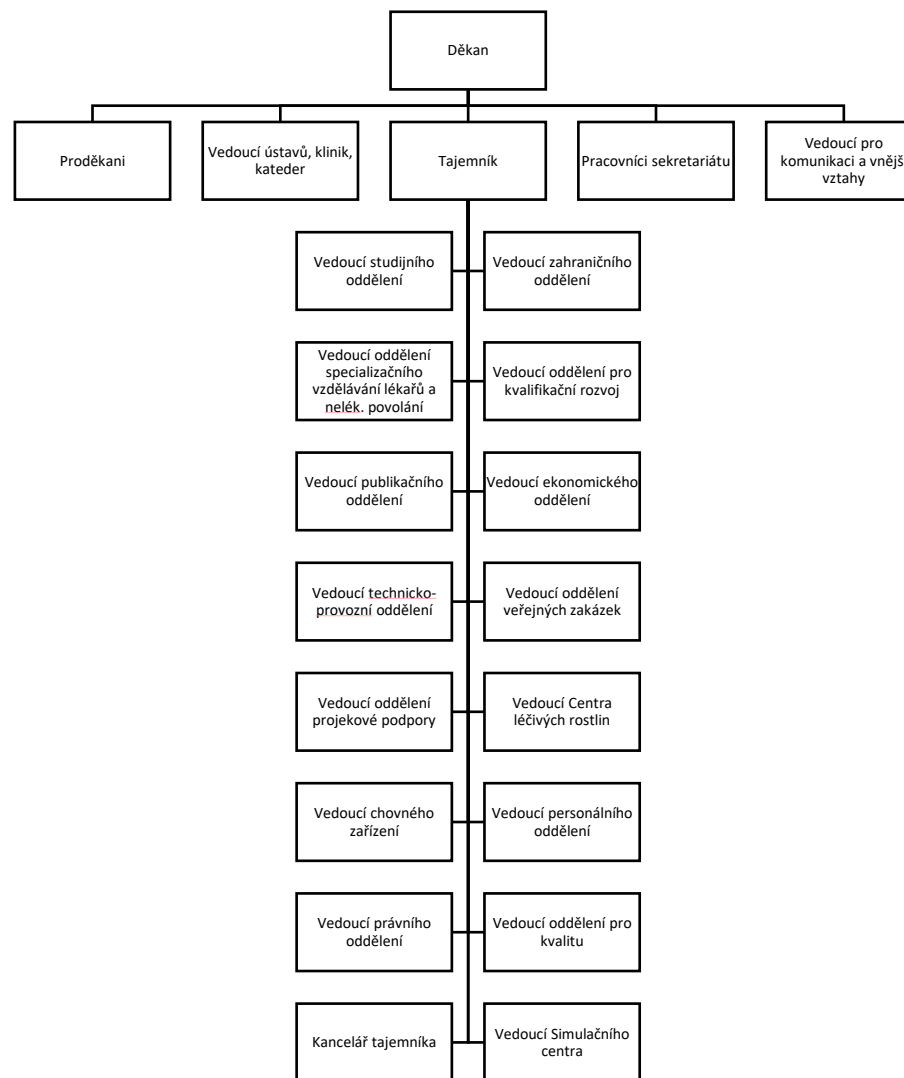 Děkan
Proděkani
Vedoucí ústavů, klinik,
kateder
Tajemník
Pracovníci sekretariátu
Vedoucí pro
komunikaci a vnějš
vztahy
Vedoucí studijního
oddělení
Vedoucí zahraničního
oddělení
Vedoucí oddělení
specializačního
vzdělávání lékařů a
nelék. povolání
Vedoucí oddělení pro
kvalifikační rozvoj
Vedoucí publikačního
oddělení
Vedoucí ekonomického
oddělení
Vedoucí technicko-
provozní oddělení
Vedoucí oddělení
veřejných zakázek
Vedoucí oddělení
projekové podpory
Vedoucí Centra
léčivých rostlin
Vedoucí chovného
zařízení
Vedoucí personálního
oddělení
Vedoucí právního
oddělení
Vedoucí oddělení pro
kvalitu
Kancelář tajemníka
Vedoucí Simulačního
centra